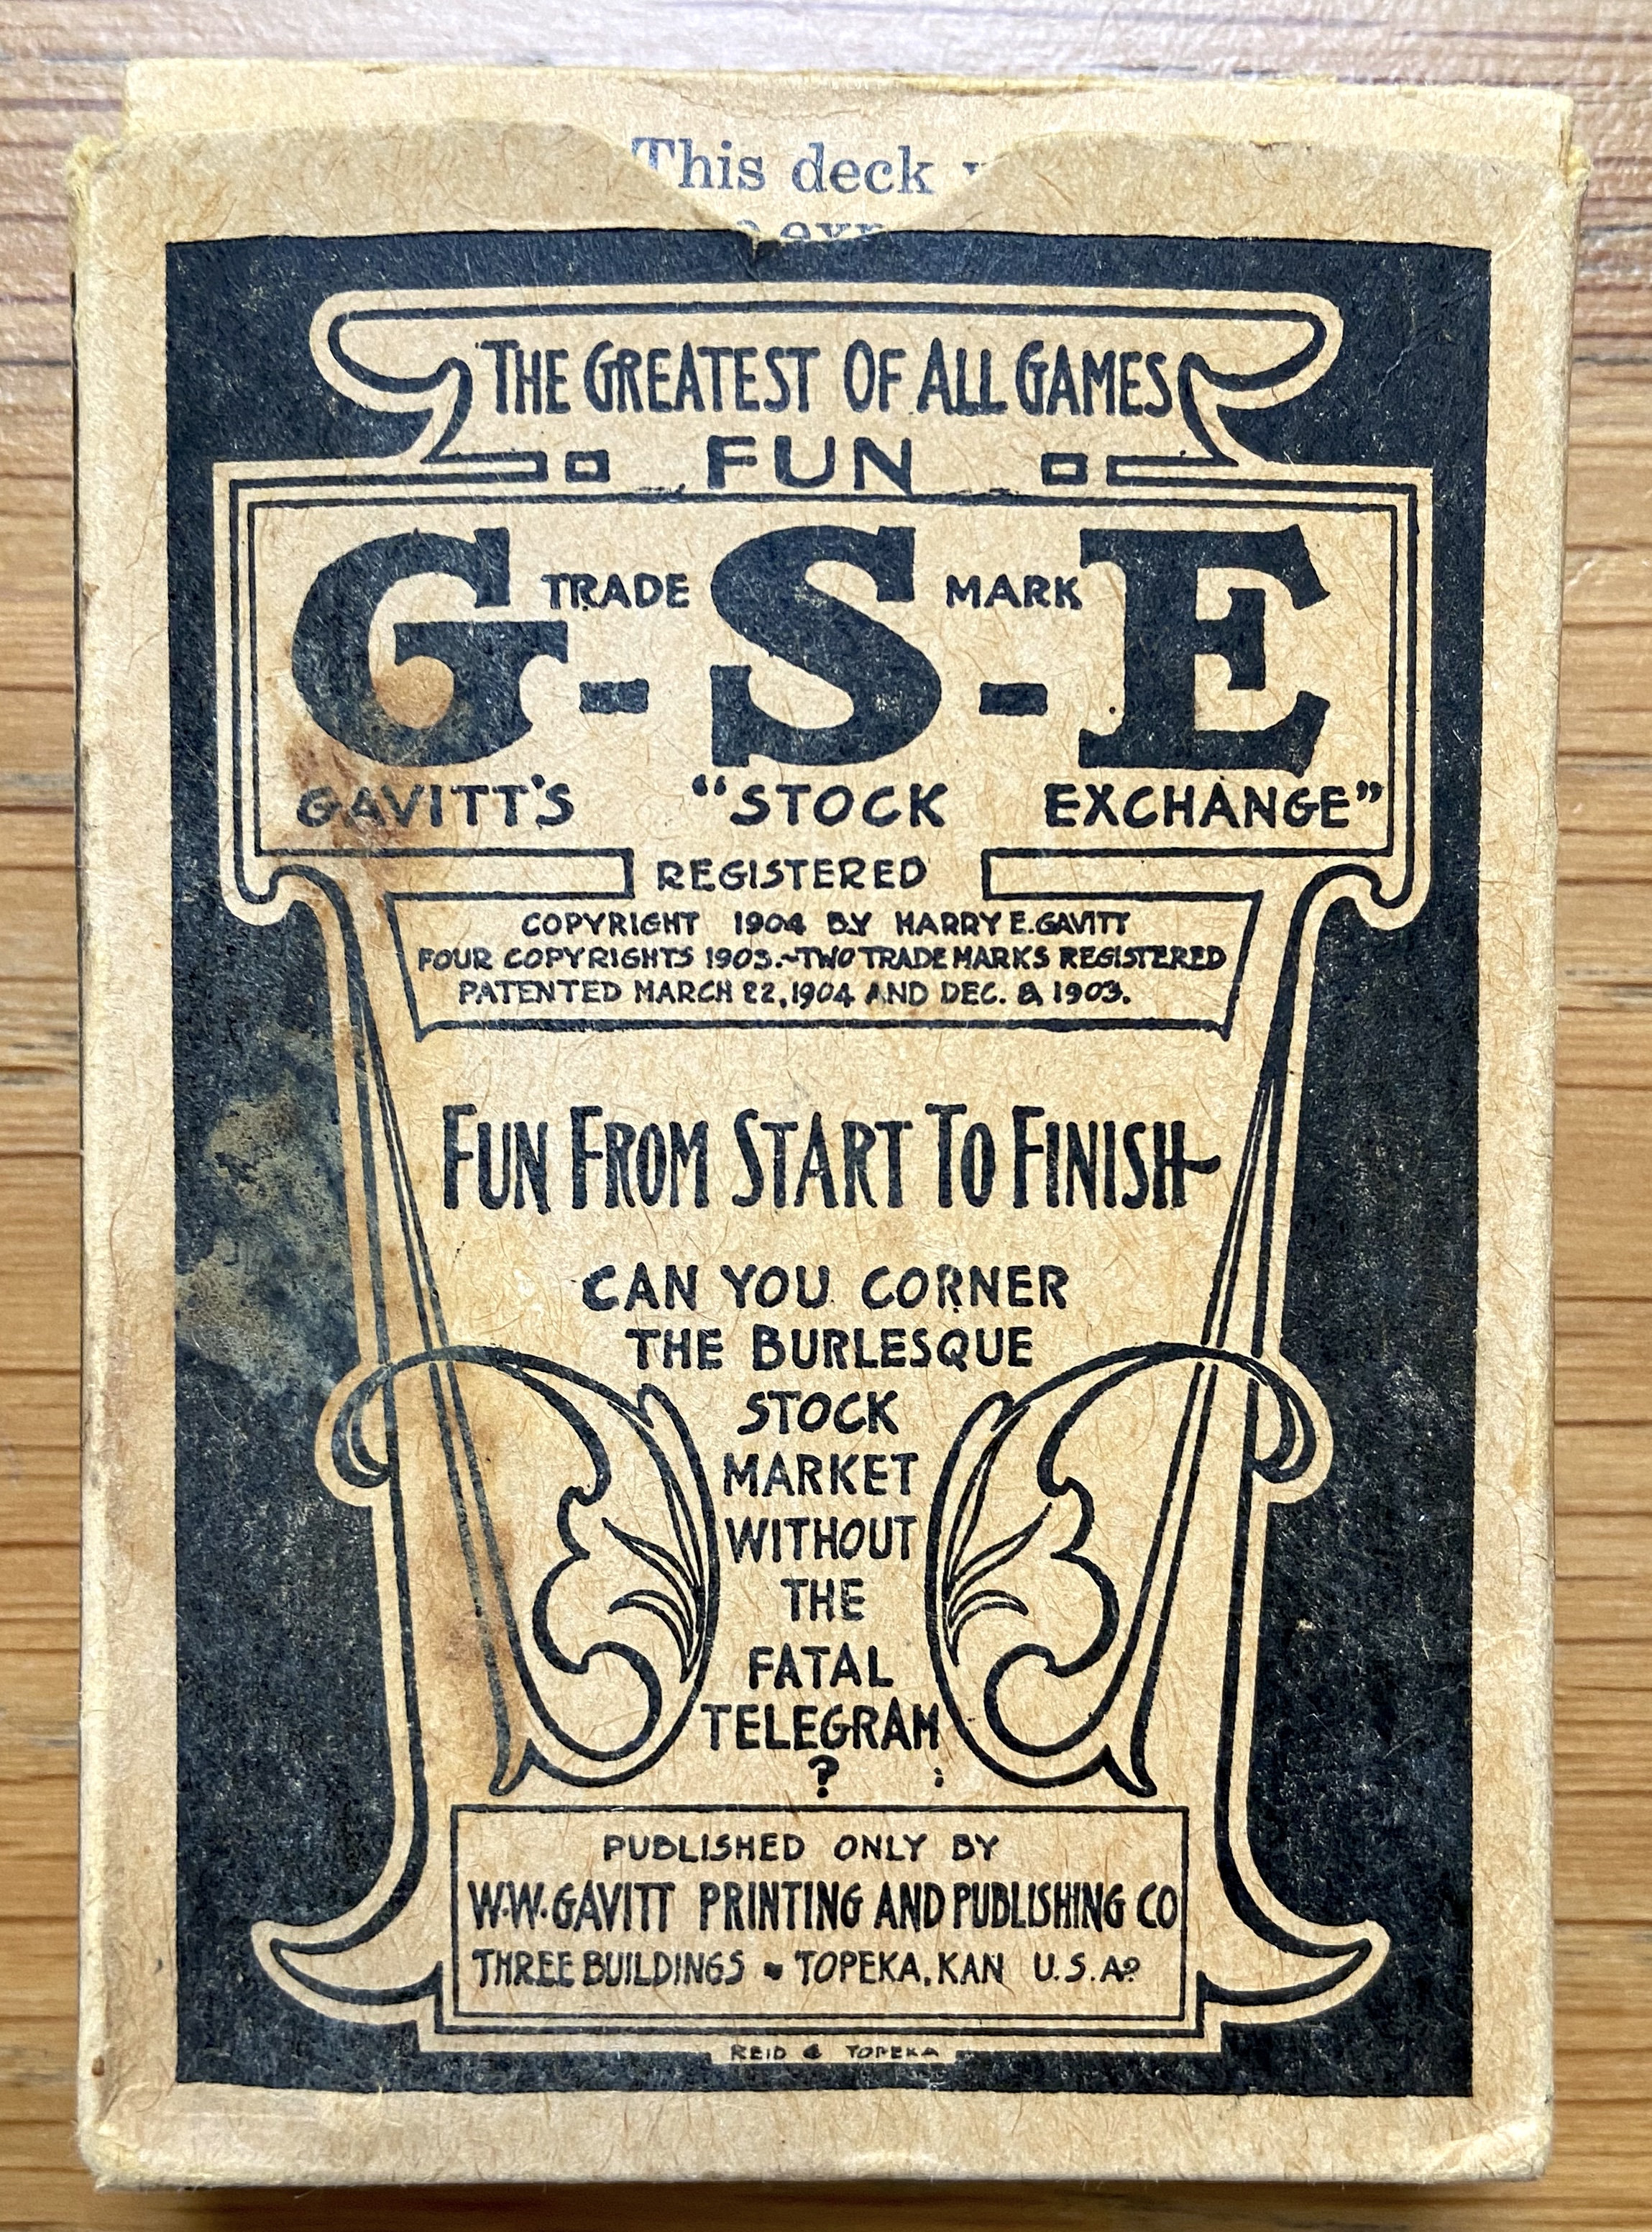 This deck
THE GREATEST OF ALL GAMES
FUN
G-S-E
TRADE MARK
GAVITT'S "STOCK EXCHANGE"
REGISTERED
COPYRIGHT 1904 BY HARRY E. GAVITT
FOUR COPYRIGHTS 1903.~TWO TRADE MARKS REGISTERED
PATENTED MARCH 22, 1904 AND DEC. 8, 1903.
FUN FROM START TO FINISH
CAN YOU CORNER
THE BURLESQUE
STOCK
MARKET
WITHOUT
THE
FATAL
TELEGRAM
?
PUBLISHED ONLY BY
W.W. GAVITT PRINTING AND PUBLISHING CO
THREE BUILDINGS - TOPEKA, KAN U.S.A.
REID TOPEKA